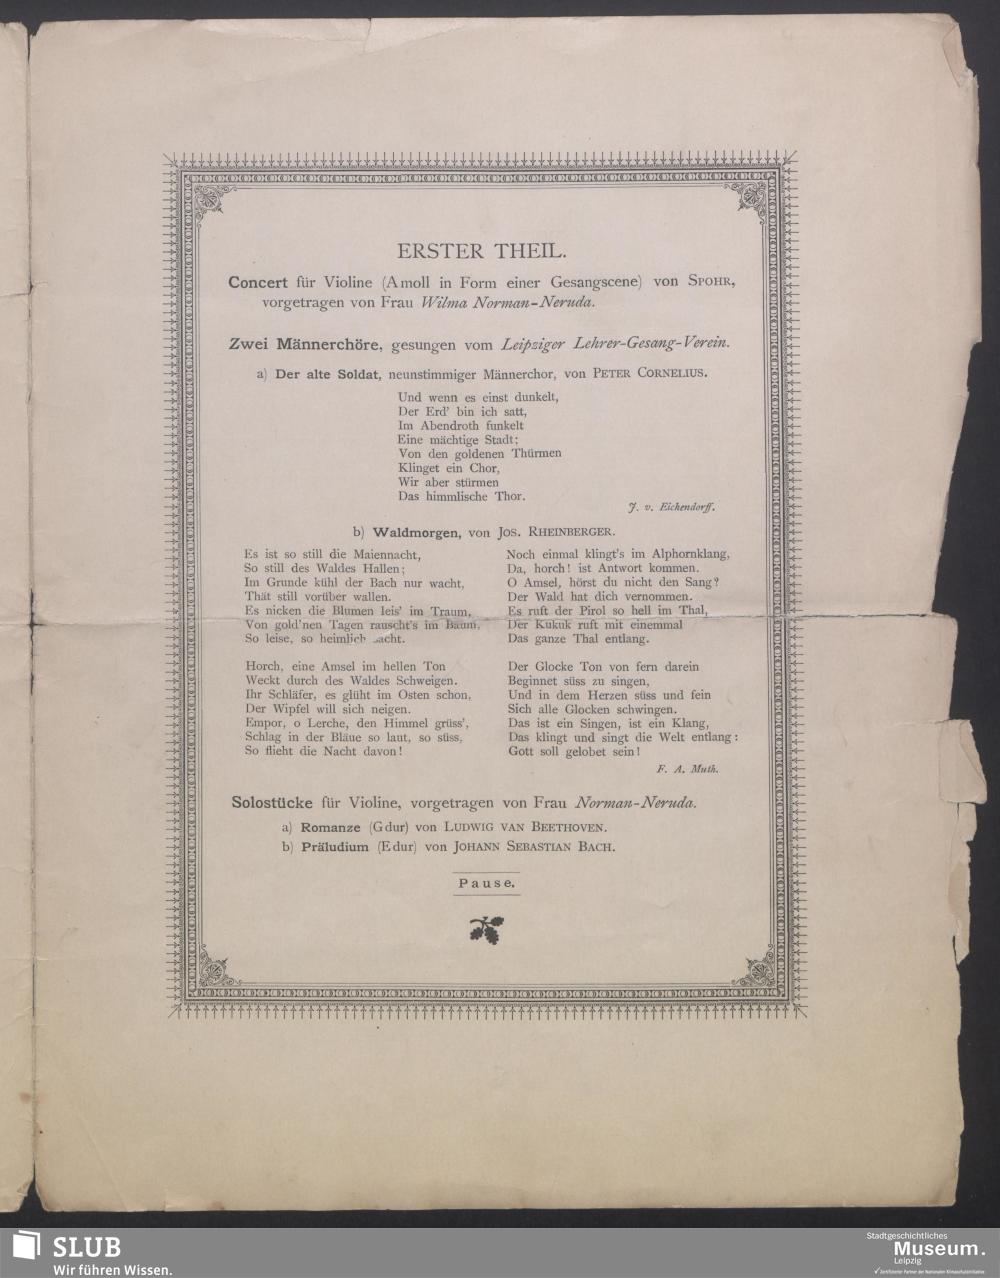 ERSTER THEIL.
Concert für Violine (Amoll in Form einer Gesangscene) von SPOHR,
vorgetragen von Frau Wilma Norman-Neruda.
Zwei Männerchöre, gesungen vom Leipziger Lehrer-Gesang-Verein.
a) Der alte Soldat, neunstimmiger Männerchor, von PETER CORNELIUS.
Und wenn es einst dunkelt,
Der Erd' bin ich satt,
Im Abendroth funkelt
Eine mächtige Stadt:
Von den goldenen Thürmen
Klinget ein Chor,
Wir aber stürmen
Das himmlische Thor.
J. v. Eichendorff.
b) Waldmorgen, von JOS. RHEINBERGER.
Es ist so still die Maiennacht,
So still des Waldes Hallen;
Im Grunde kühl der Bach nur wacht,
Thät still vorüber wallen.
Es nicken die Blumen leis' im Traum,
Von gold'nen Tagen rauscht's im Baum,
So leise, so heimlich sacht.
Horch, eine Amsel im hellen Ton
Weckt durch des Waldes Schweigen.
Ihr Schläfer, es glüht im Osten schon,
Der Wipfel will sich neigen.
Empor, o Lerche, den Himmel grüss',
Schlag in der Bläue so laut, so süss,
So flieht die Nacht davon!
Noch einmal klingt's im Alphornklang,
Da, horch! ist Antwort kommen.
O Amsel, hörst du nicht den Sang?
Der Wald hat dich vernommen.
Es ruft der Pirol so hell im Thal,
Der Kukuk ruft mit einemmal
Das ganze Thal entlang.
Der Glocke Ton von fern darein
Beginnet süss zu singen,
Und in dem Herzen süss und fein
Sich alle Glocken schwingen.
Das ist ein Singen, ist ein Klang,
Das klingt und singt die Welt entlang:
Gott soll gelobet sein!
F. A. Muth.
Solostücke für Violine, vorgetragen von Frau Norman-Neruda.
a) Romanze (Gdur) von LUDWIG VAN BEETHOVEN.
b) Präludium (Edur) von JOHANN SEBASTIAN BACH.
Pause.
SLUB
Wir führen Wissen.
Stadtgeschichtliches
Museum.
Leipzig
Zertifizierter Partner der Nationalen Klimaschutzinitiative